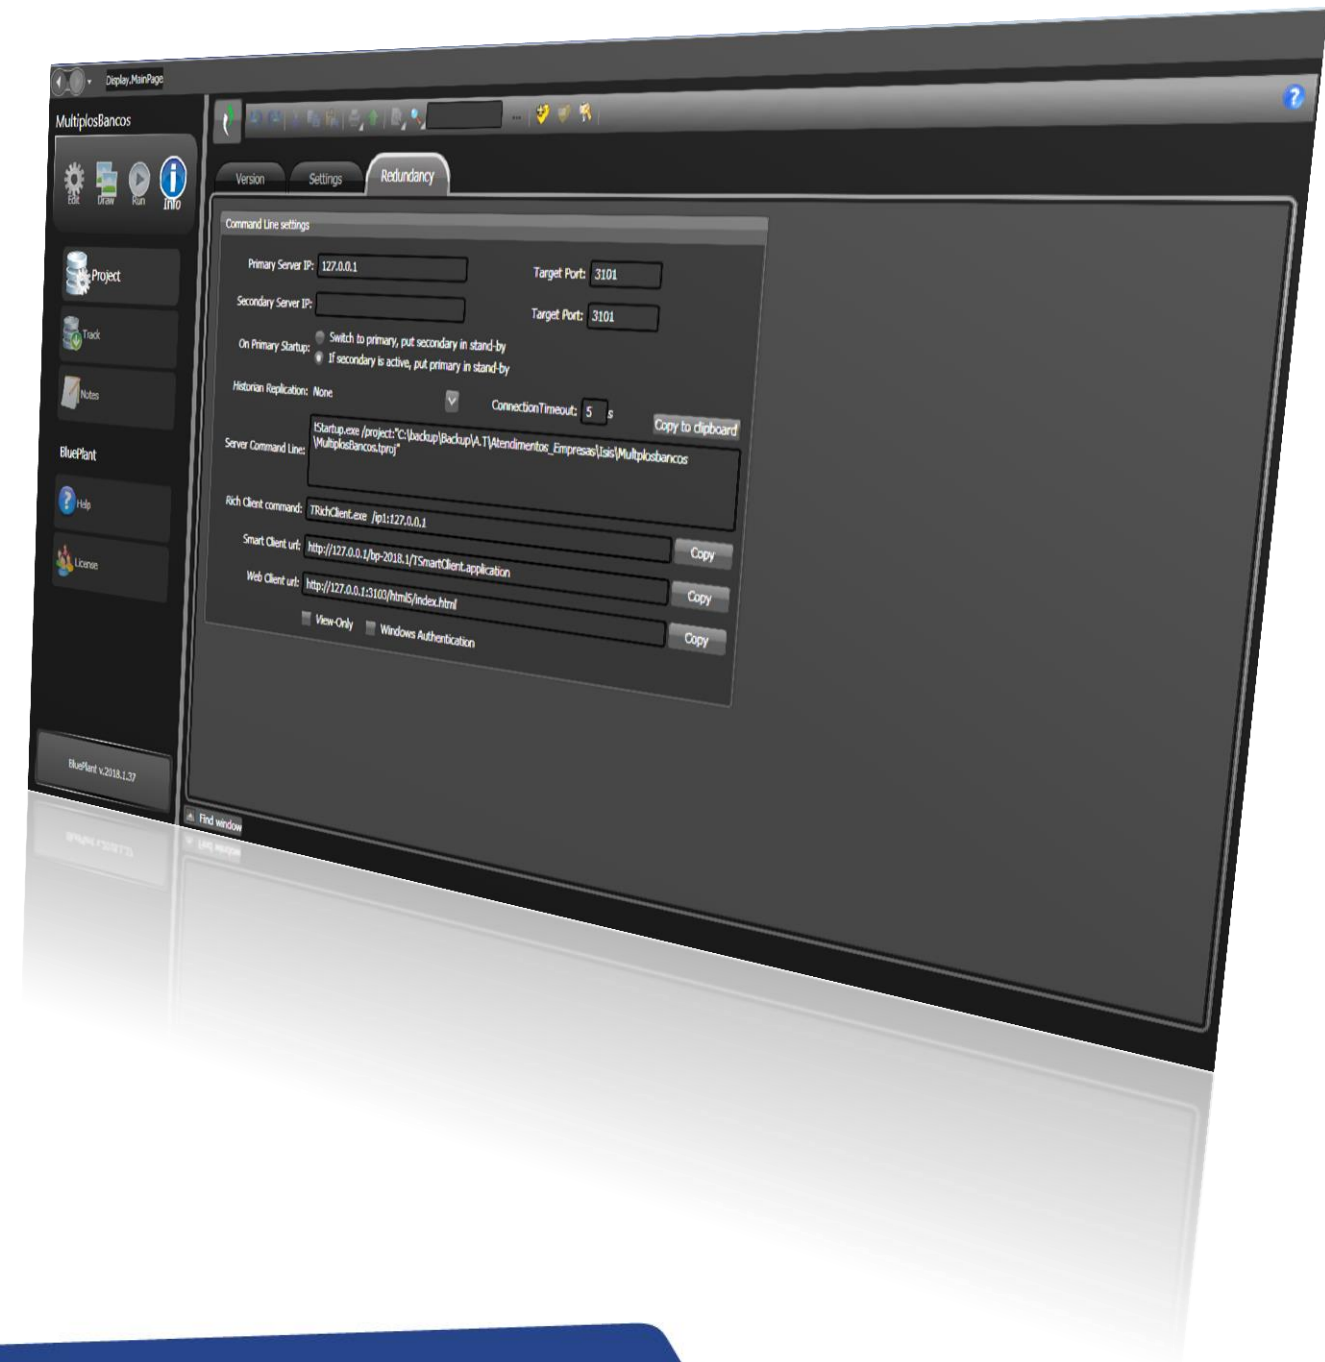 Display.MainPage
MultiplosBancos
Edit Draw Run Info
Project
Track
Notes
BluePlant
Help
License
BluePlant v.2018.1.37
Version Settings Redundancy
Command Line settings
Primary Server IP: 127.0.0.1 Target Port: 3101
Secondary Server IP: Target Port: 3101
On Primary Startup: Switch to primary, put secondary in stand-by
If secondary is active, put primary in stand-by
Historian Replication: None ConnectionTimeout: 5 s
Copy to clipboard
Server Command Line: tStartup.exe /project:"C:\backup\Backup\A.T\Atendimentos_Empresas\Isis\Multplosbancos
\MultiplosBancos.tproj"
Rich Client command: TRichClient.exe /ip1:127.0.0.1 Copy
Smart Client url: http://127.0.0.1/bp-2018.1/TSmartClient.application Copy
Web Client url: http://127.0.0.1:3103/html5/index.html Copy
View-Only Windows Authentication
Find window